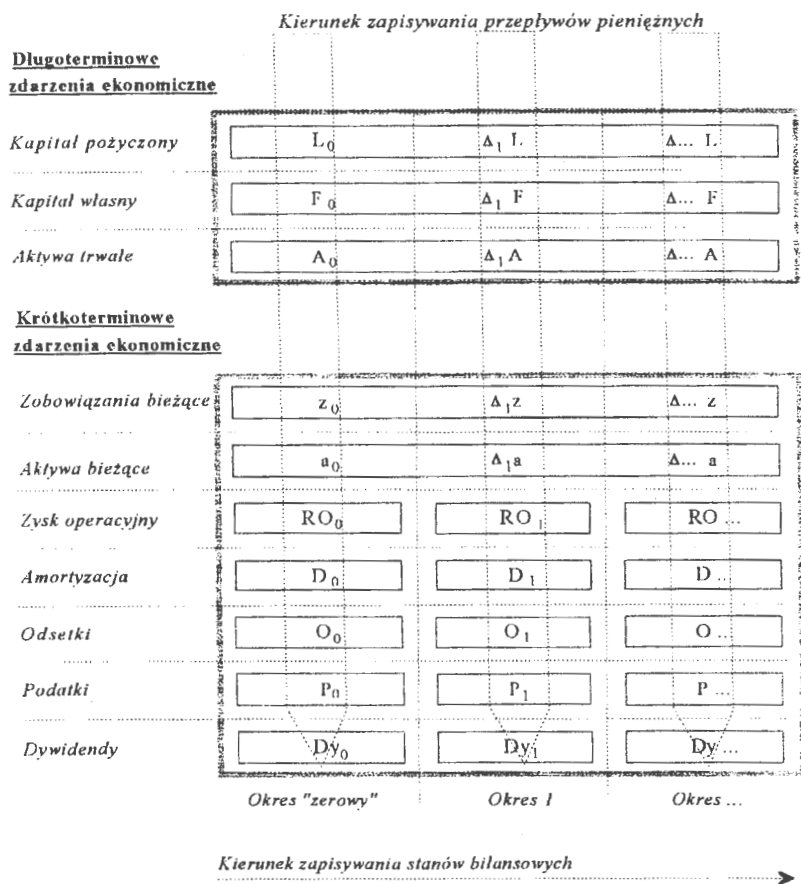 Kierunek zapisywania przepływów pieniężnych
Długoterminowe
zdarzenia ekonomiczne
Kapitał pożyczony L₀ Δ₁ L Δ... L
Kapitał własny F₀ Δ₁ F Δ... F
Aktywa trwałe A₀ Δ₁ A Δ... A
Krótkoterminowe
zdarzenia ekonomiczne
Zobowiązania bieżące z₀ Δ₁z Δ... z
Aktywa bieżące a₀ Δ₁a Δ... a
Zysk operacyjny RO₀ RO₁ RO ...
Amortyzacja D₀ D₁ D ...
Odsetki O₀ O₁ O ...
Podatki P₀ P₁ P ...
Dywidendy Dy₀ Dy₁ Dy ...
Okres "zerowy" Okres 1 Okres ...
Kierunek zapisywania stanów bilansowych